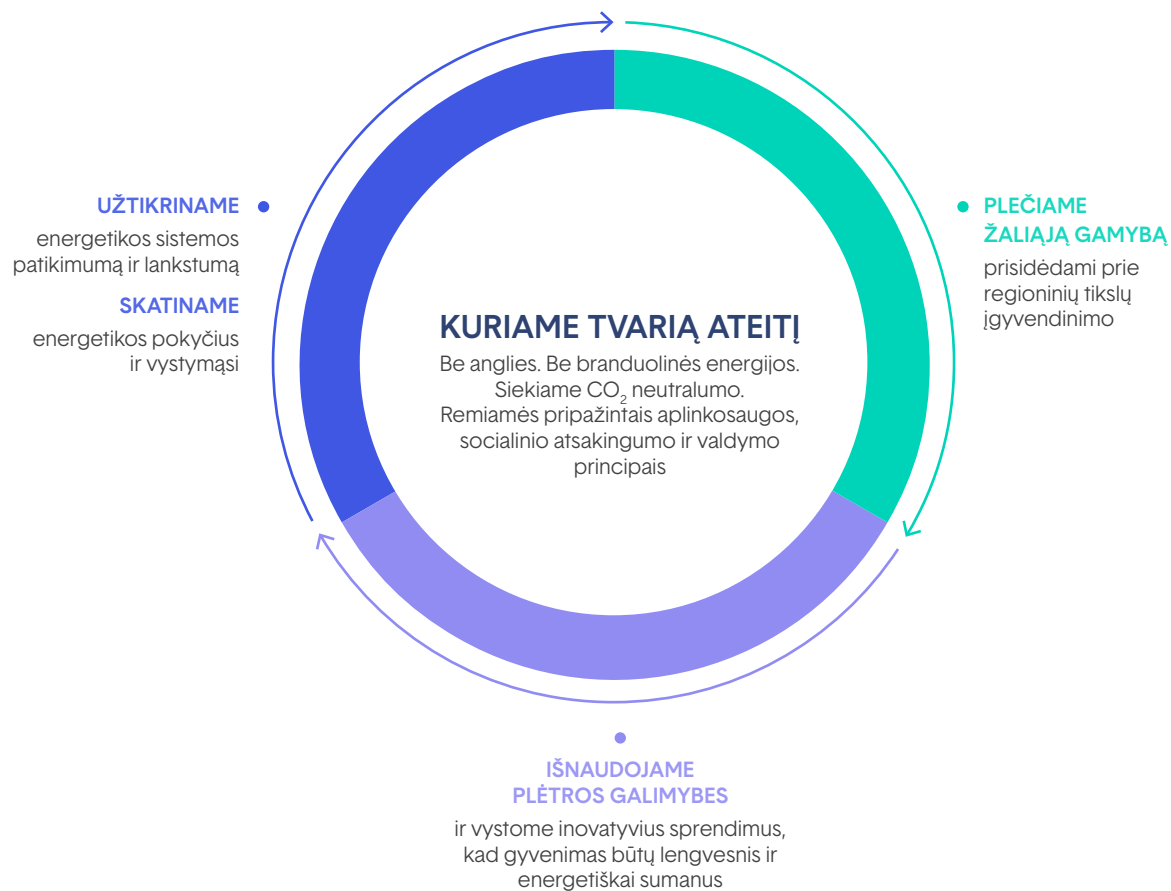 UŽTIKRINAME
energetikos sistemos
patikimumą ir lankstumą
SKATINAME
energetikos pokyčius
ir vystymąsi
KURIAME TVARIĄ ATEITĮ
Be anglies. Be branduolinės energijos.
Siekiame CO₂ neutralumo.
Remiamės pripažintais aplinkosaugos,
socialinio atsakingumo ir valdymo
principais
PLEČIAME
ŽALIĄJĄ GAMYBĄ
prisidėdami prie
regioninių tikslų
įgyvendinimo
IŠNAUDOJAME
PLĖTROS GALIMYBES
ir vystome inovatyvius sprendimus,
kad gyvenimas būtų lengvesnis ir
energetiškai sumanus